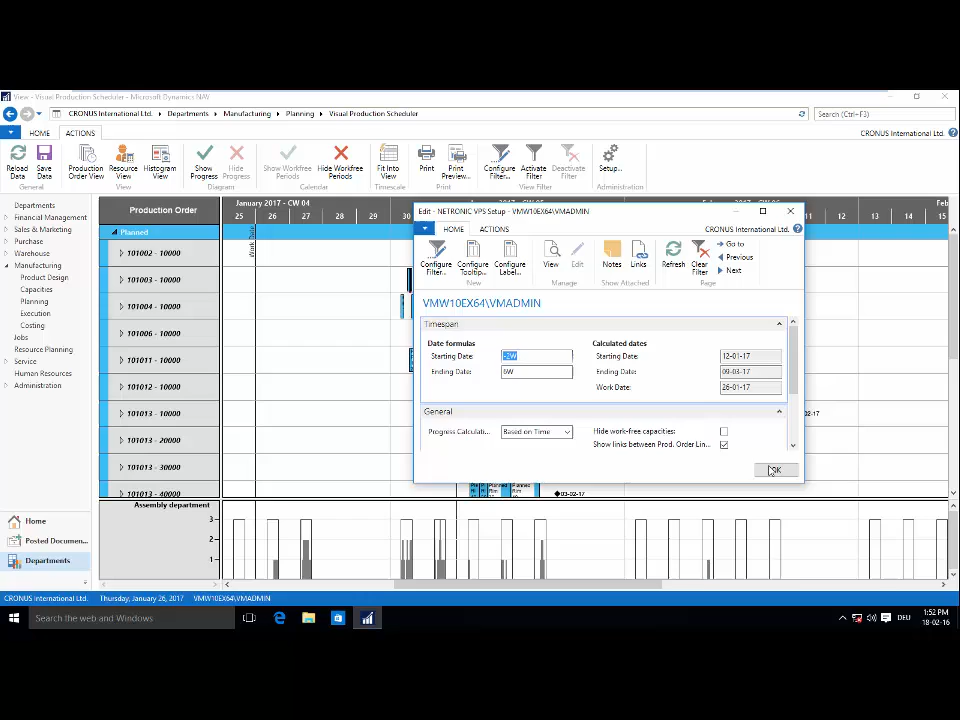 View - Visual Production Scheduler - Microsoft Dynamics NAV
CRONUS International Ltd. Departments Manufacturing Planning Visual Production Scheduler
Search (Ctrl+F3)
HOME ACTIONS
CRONUS International Ltd.
Reload Data
Save Data
Production Order View
Resource View
Histogram View
Show Progress
Hide Progress
Show Workfree Periods
Hide Workfree Periods
Fit Into View
Print
Print Preview...
Configure Filter...
Activate Filter
Deactivate Filter
Setup...
General View Diagram Calendar Timescale Print View Filter Administration
Departments
Financial Management
Sales & Marketing
Purchase
Warehouse
Manufacturing
Product Design
Capacities
Planning
Execution
Costing
Jobs
Resource Planning
Service
Human Resources
Administration
Home
Posted Documen...
Departments
Production Order
January 2017 - CW 04
25 26 27 28 29 30
13 14 15
Planned
Work Date
101002 - 10000
101003 - 10000
101004 - 10000
101006 - 10000
101011 - 10000
101013 - 10000
101013 - 20000
101013 - 30000
101013 - 40000
03-02-17
Assembly department
3
2
1
Edit - NETRONIC VPS Setup - VMW10EX64\VMADMIN
HOME ACTIONS
CRONUS International Ltd.
Configure Filter...
Configure Tooltip...
Configure Label...
View
Edit
Notes
Links
Refresh
Clear Filter
Go to
Previous
Next
New Manage Show Attached Page
VMW10EX64\VMADMIN
Timespan
Date formulas
Starting Date: -2W
Ending Date: 6W
Calculated dates
Starting Date: 12-01-17
Ending Date: 09-03-17
Work Date: 26-01-17
General
Progress Calculati... Based on Time
Hide work-free capacities:
Show links between Prod. Order Lin...
OK
CRONUS International Ltd. Thursday, January 26, 2017 VMW10EX64\VMADMIN
Search the web and Windows
DEU
1:52 PM
18-02-16